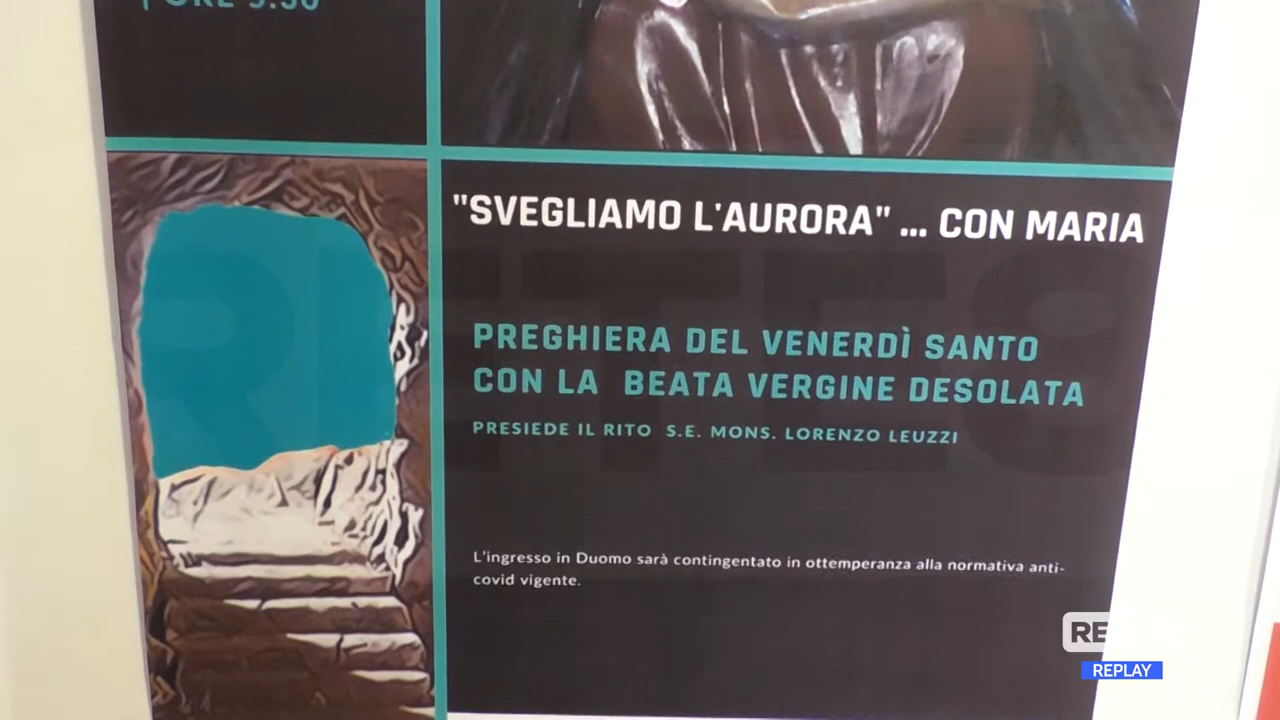 "SVEGLIAMO L'AURORA" ... CON MARIA
PREGHIERA DEL VENERDÌ SANTO
CON LA BEATA VERGINE DESOLATA
PRESIEDE IL RITO S.E. MONS. LORENZO LEUZZI
L'ingresso in Duomo sarà contingentato in ottemperanza alla normativa anti-
covid vigente.
RE
REPLAY